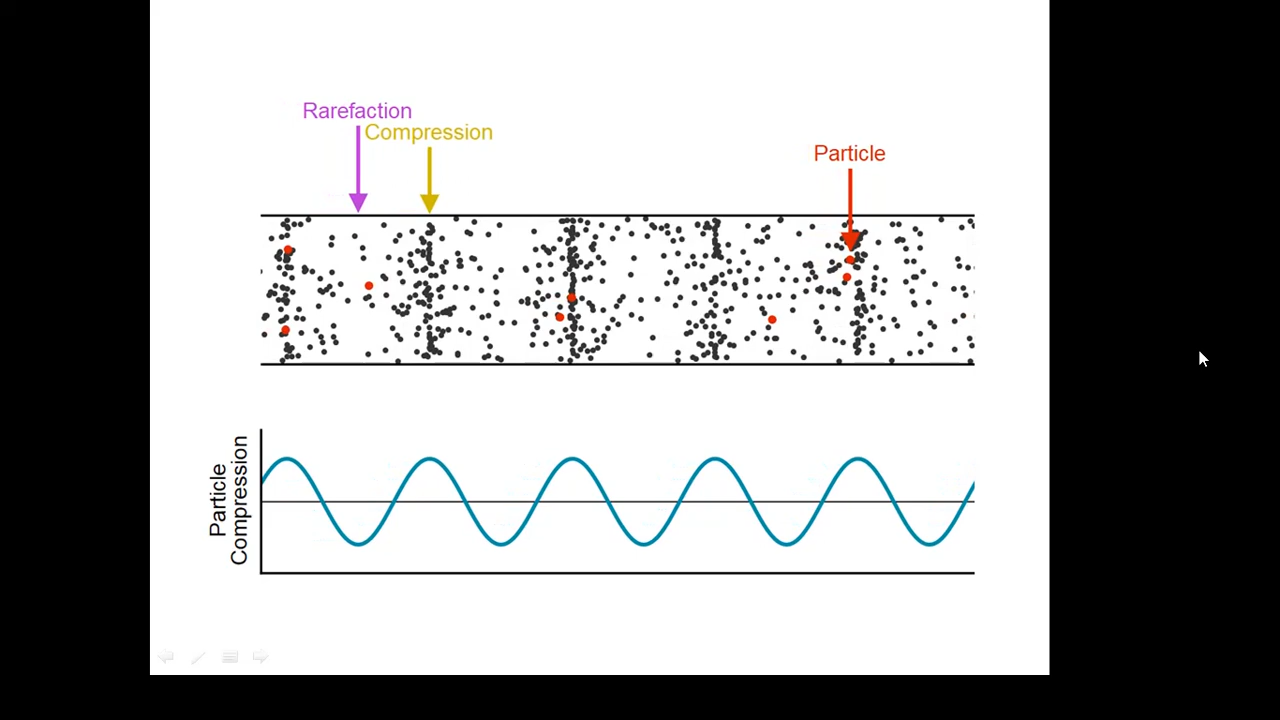 Rarefaction
Compression
Particle
Particle
Compression